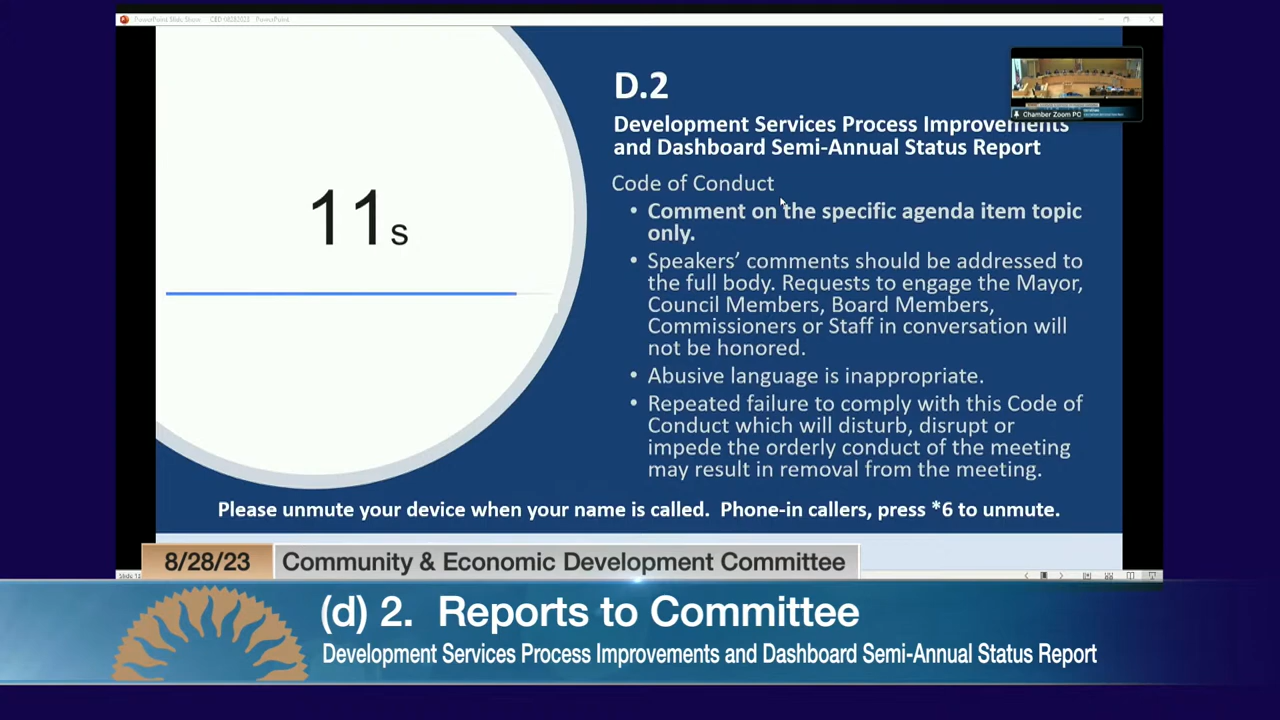 PowerPoint Slide Show
CED 08282023
PowerPoint
D.2
Chamber Zoom PC
Development Services Process Improvements
and Dashboard Semi-Annual Status Report
Code of Conduct
• Comment on the specific agenda item topic
only.
• Speakers’ comments should be addressed to
the full body. Requests to engage the Mayor,
Council Members, Board Members,
Commissioners or Staff in conversation will
not be honored.
• Abusive language is inappropriate.
• Repeated failure to comply with this Code of
Conduct which will disturb, disrupt or
impede the orderly conduct of the meeting
may result in removal from the meeting.
11s
Please unmute your device when your name is called. Phone-in callers, press *6 to unmute.
8/28/23
Community & Economic Development Committee
(d) 2. Reports to Committee
Development Services Process Improvements and Dashboard Semi-Annual Status Report